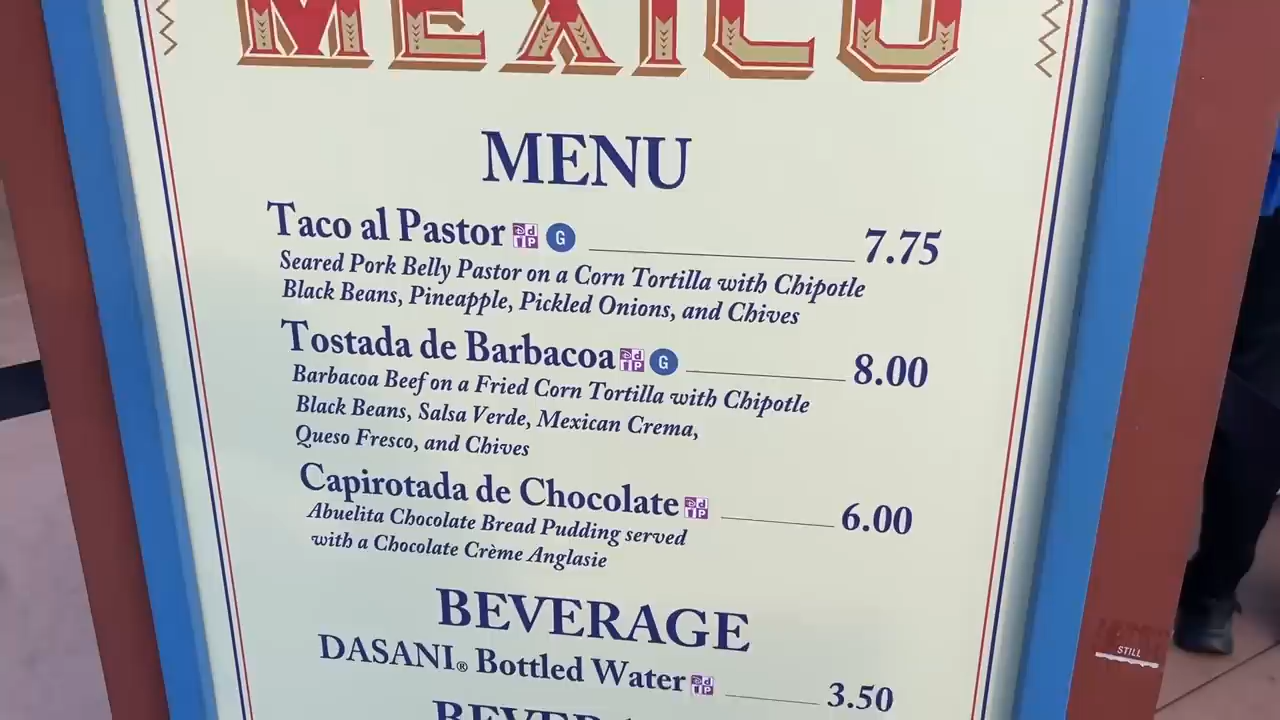 MEXICO
MENU
Taco al Pastor G 7.75
Seared Pork Belly Pastor on a Corn Tortilla with Chipotle
Black Beans, Pineapple, Pickled Onions, and Chives
Tostada de Barbacoa G 8.00
Barbacoa Beef on a Fried Corn Tortilla with Chipotle
Black Beans, Salsa Verde, Mexican Crema,
Queso Fresco, and Chives
Capirotada de Chocolate 6.00
Abuelita Chocolate Bread Pudding served
with a Chocolate Crème Anglasie
BEVERAGE
DASANI® Bottled Water 3.50
STILL